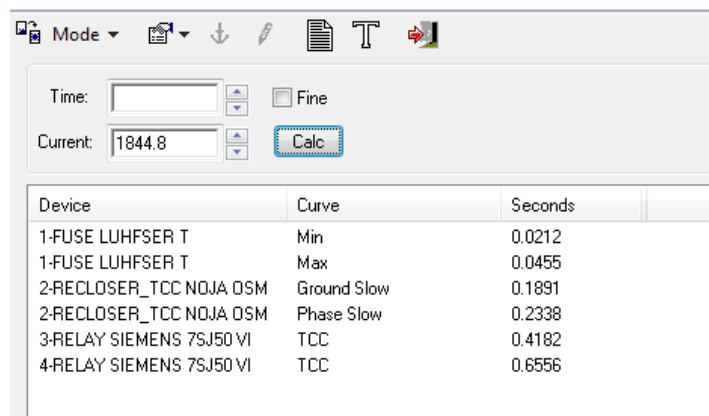 Mode
Time:
Fine
Current: 1844.8 Calc
Device Curve Seconds
1-FUSE LUHFSER T Min 0.0212
1-FUSE LUHFSER T Max 0.0455
2-RECLOSER_TCC NOJA OSM Ground Slow 0.1891
2-RECLOSER_TCC NOJA OSM Phase Slow 0.2338
3-RELAY SIEMENS 7SJ50 VI TCC 0.4182
4-RELAY SIEMENS 7SJ50 VI TCC 0.6556